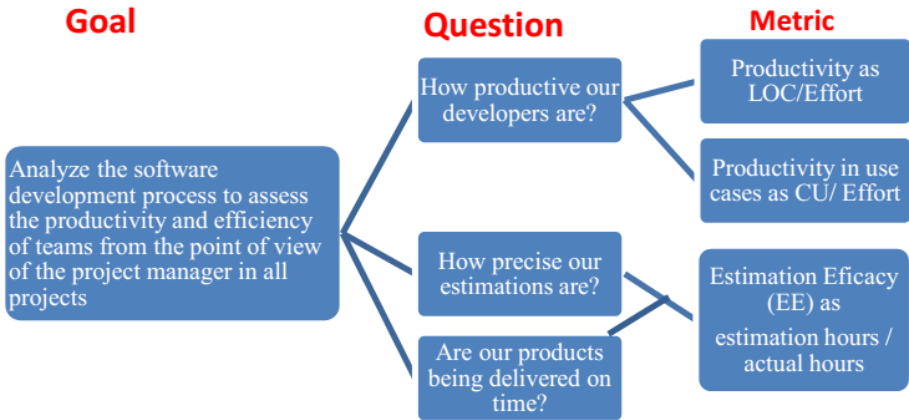 Goal
Question
Metric
Analyze the software
development process to assess
the productivity and efficiency
of teams from the point of view
of the project manager in all
projects
How productive our
developers are?
How precise our
estimations are?
Are our products
being delivered on
time?
Productivity as
LOC/Effort
Productivity in use
cases as CU/ Effort
Estimation Eficacy
(EE) as
estimation hours /
actual hours